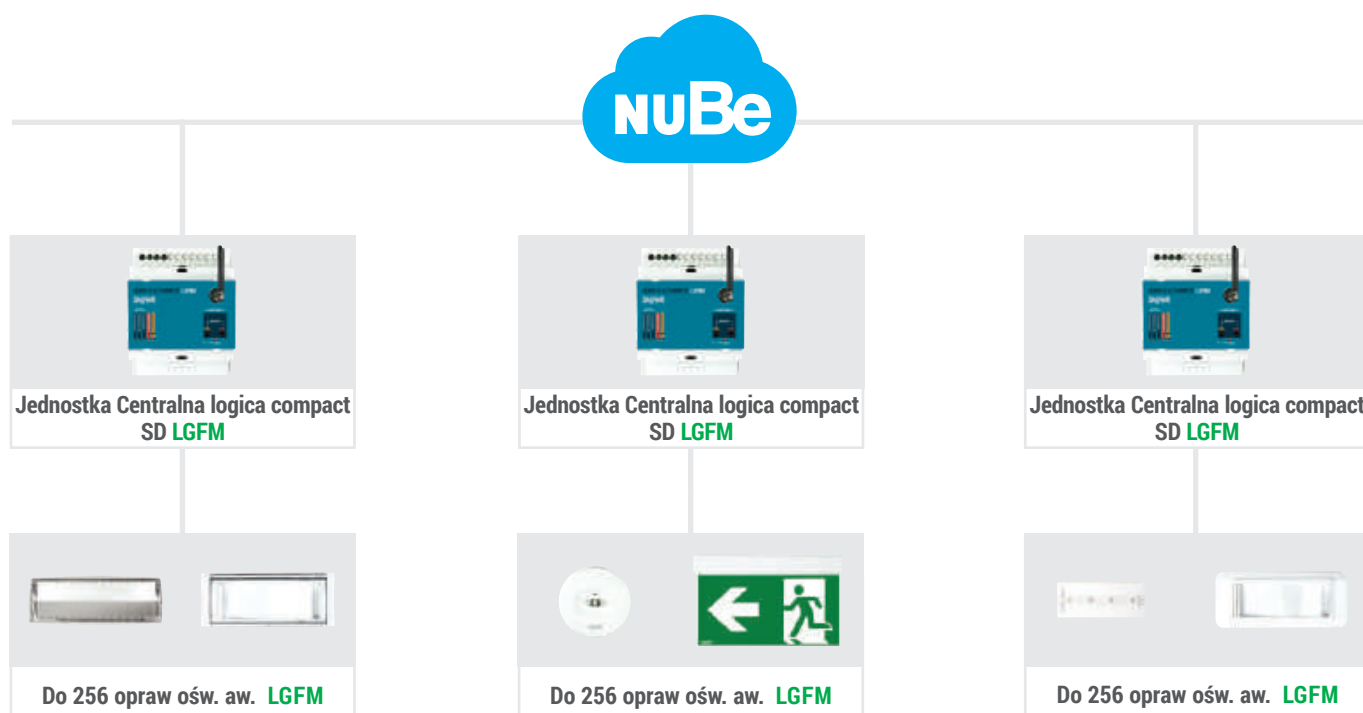 NUBe
Jednostka Centralna logica compact
SD LGFM
Jednostka Centralna logica compact
SD LGFM
Jednostka Centralna logica compact
SD LGFM
Do 256 opraw ośw. aw. LGFM
Do 256 opraw ośw. aw. LGFM
Do 256 opraw ośw. aw. LGFM